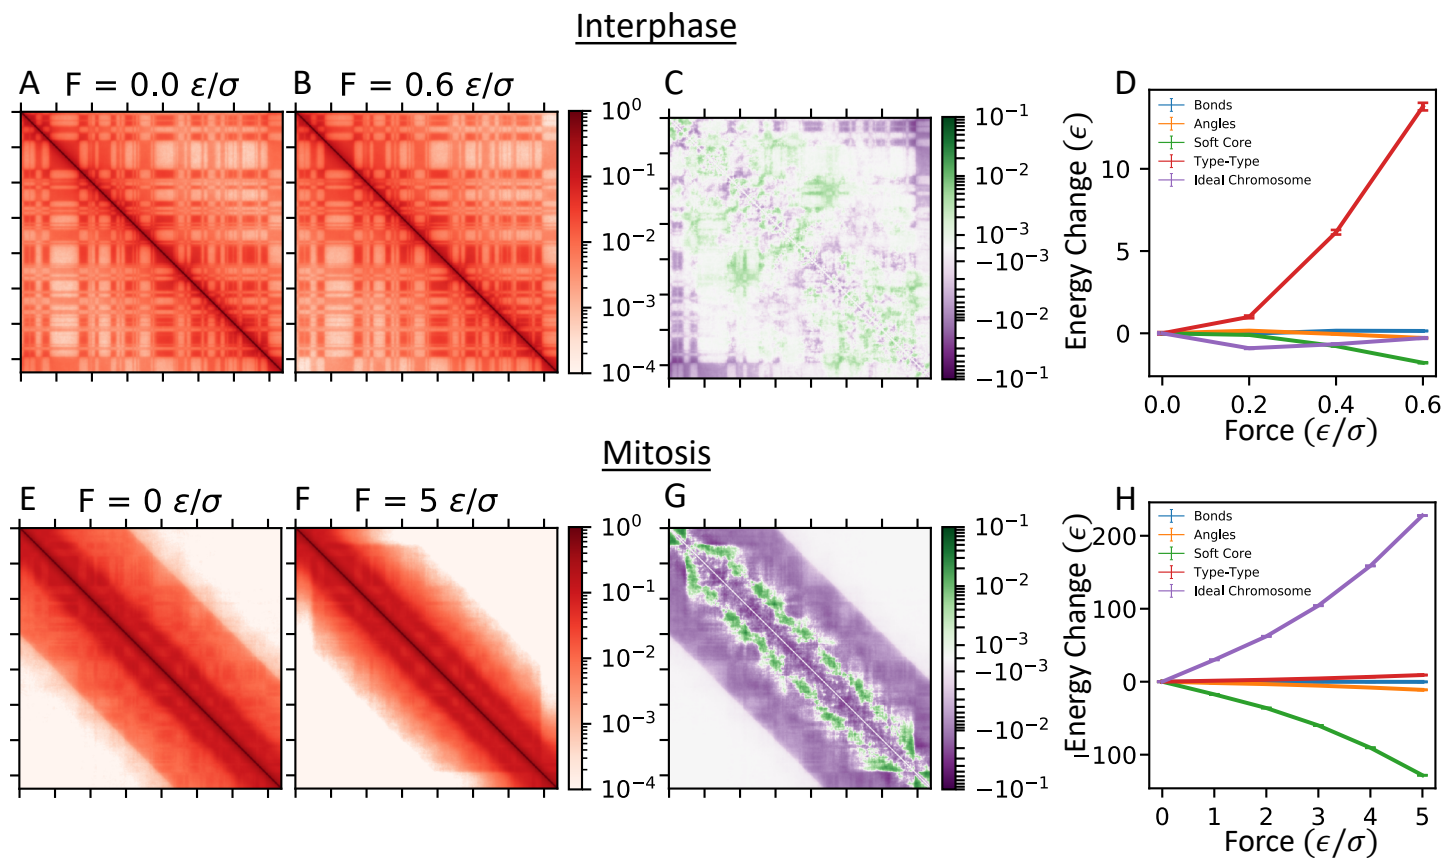 Interphase
A F = 0.0 ε/σ
B F = 0.6 ε/σ
C
D
10⁰
10⁻¹
10⁻²
10⁻³
10⁻⁴
10⁻¹
10⁻²
10⁻³
−10⁻³
−10⁻²
−10⁻¹
Energy Change (ϵ)
10
5
0
Bonds
Angles
Soft Core
Type-Type
Ideal Chromosome
0.0 0.2 0.4 0.6
Force (ϵ/σ)
Mitosis
E F = 0 ε/σ
F F = 5 ε/σ
G
H
10⁰
10⁻¹
10⁻²
10⁻³
10⁻⁴
10⁻¹
10⁻²
10⁻³
−10⁻³
−10⁻²
−10⁻¹
Energy Change (ϵ)
200
100
0
−100
Bonds
Angles
Soft Core
Type-Type
Ideal Chromosome
0 1 2 3 4 5
Force (ϵ/σ)